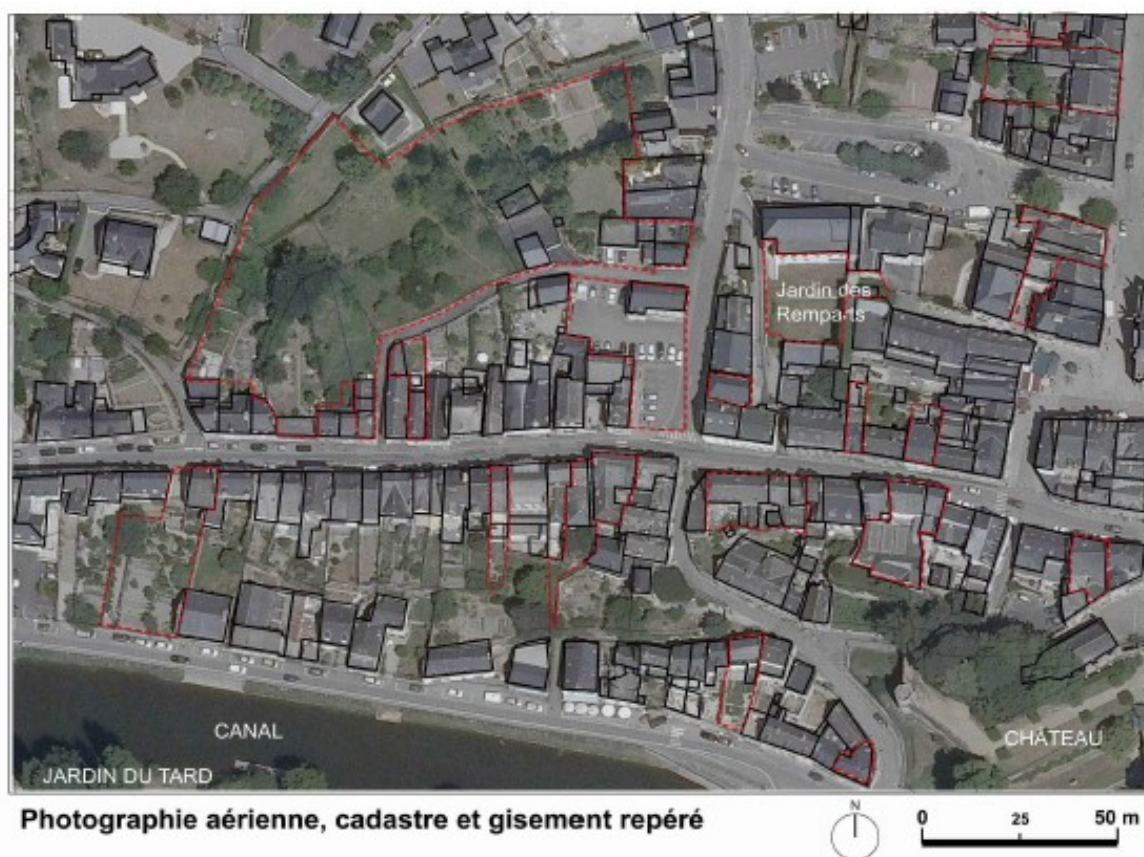 Jardin des
Remparts
CANAL
CHÂTEAU
JARDIN DU TARD
Photographie aérienne, cadastre et gisement repéré
N
0 25 50 m